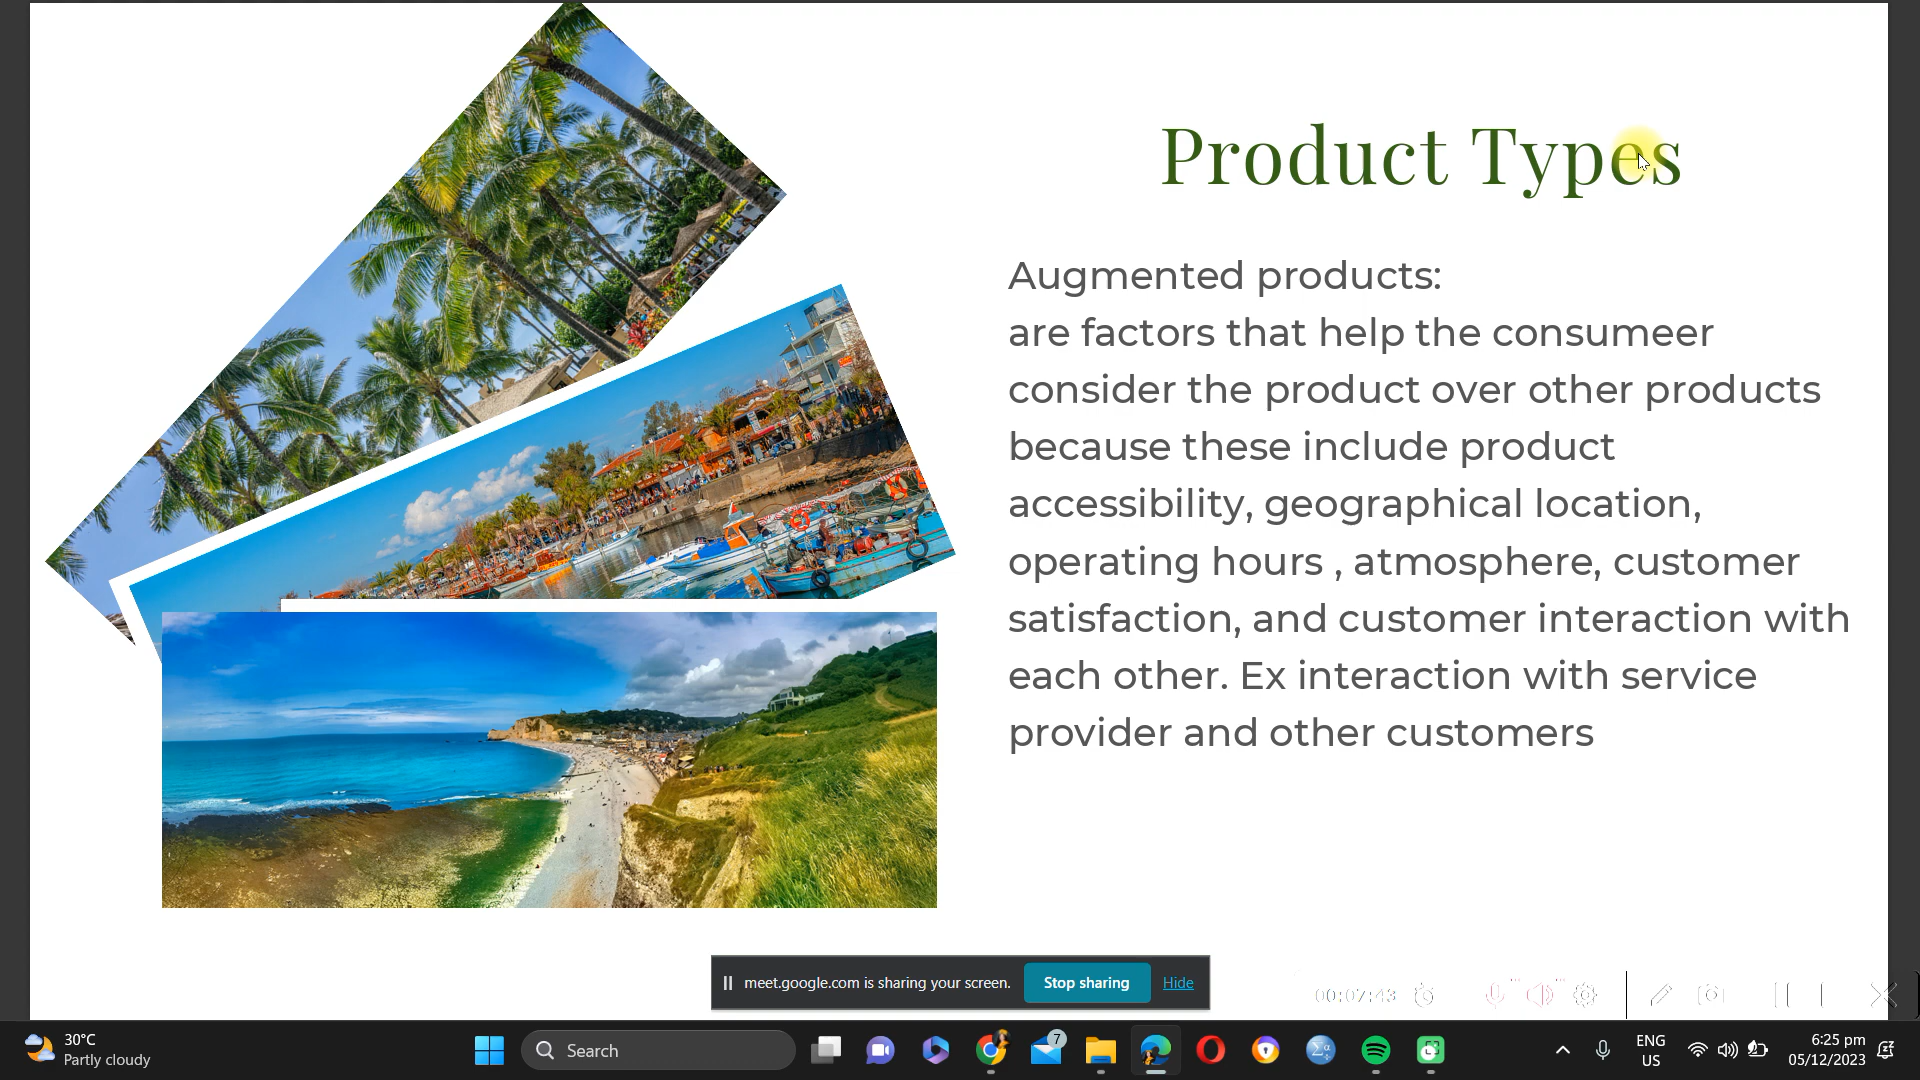 Product Types
Augmented products:
are factors that help the consumeer
consider the product over other products
because these include product
accessibility, geographical location,
operating hours , atmosphere, customer
satisfaction, and customer interaction with
each other. Ex interaction with service
provider and other customers
meet.google.com is sharing your screen.
Stop sharing
Hide
00:07:43
30°C
Partly cloudy
Search
7
ENG
US
6:25 pm
05/12/2023